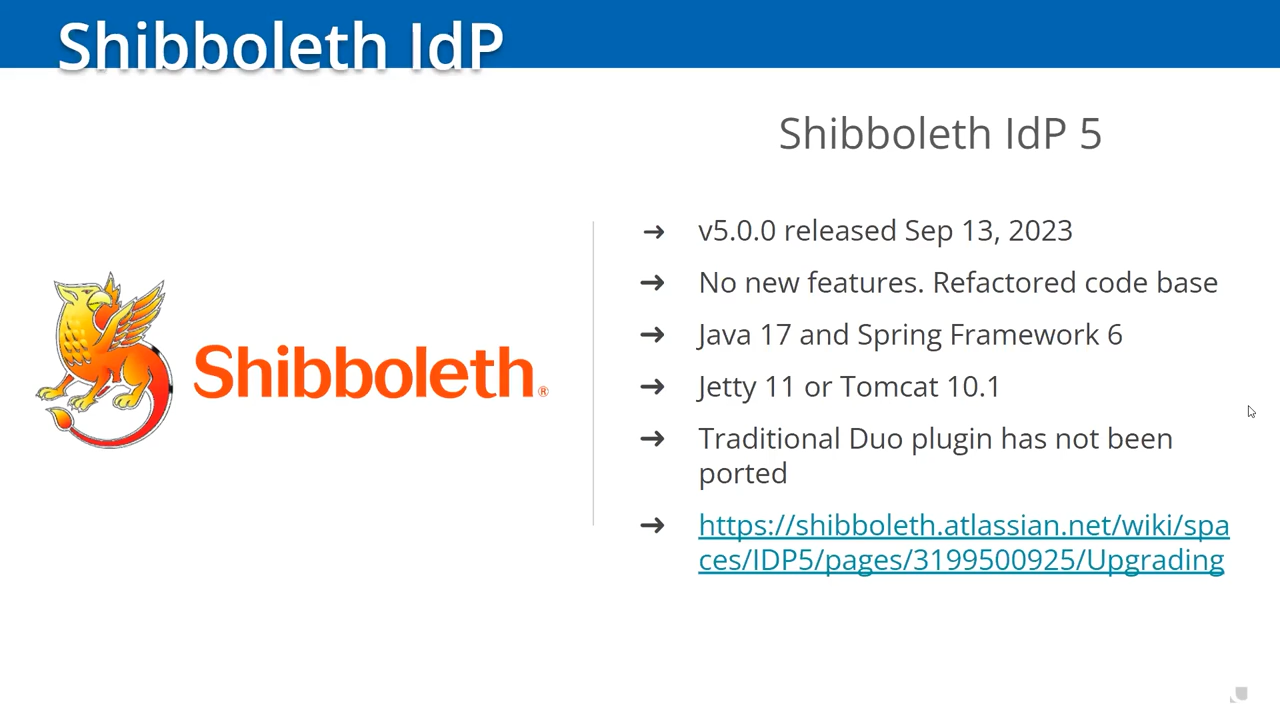 Shibboleth IdP
Shibboleth IdP 5
→ v5.0.0 released Sep 13, 2023
→ No new features. Refactored code base
→ Java 17 and Spring Framework 6
→ Jetty 11 or Tomcat 10.1
→ Traditional Duo plugin has not been
ported
→ https://shibboleth.atlassian.net/wiki/spa
ces/IDP5/pages/3199500925/Upgrading
Shibboleth®